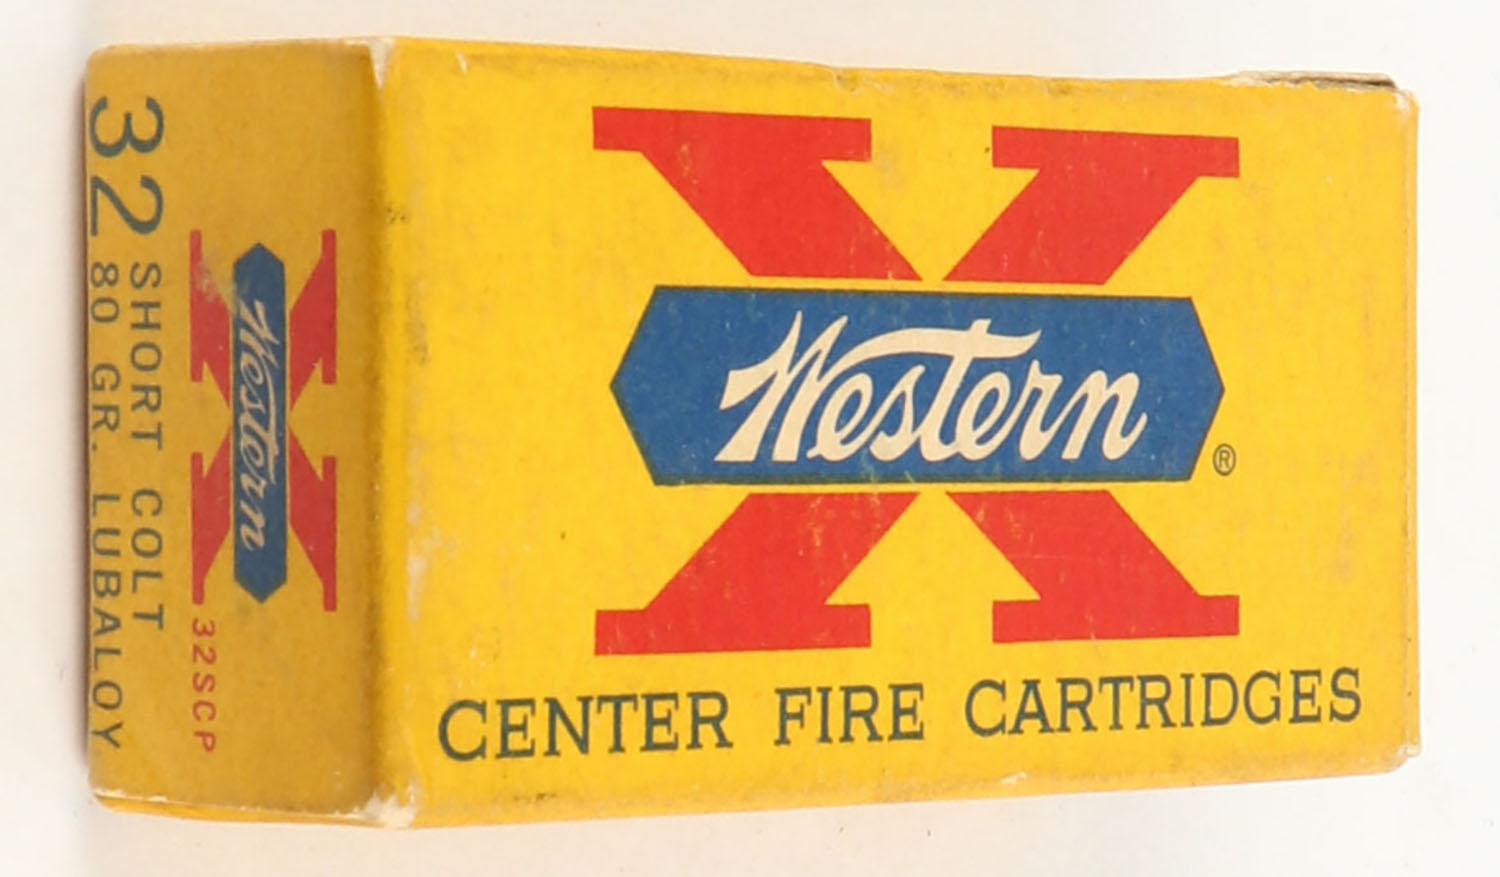 Western
®
CENTER FIRE CARTRIDGES
32 SHORT COLT
80 GR. LUBALOY
Western
32SCP